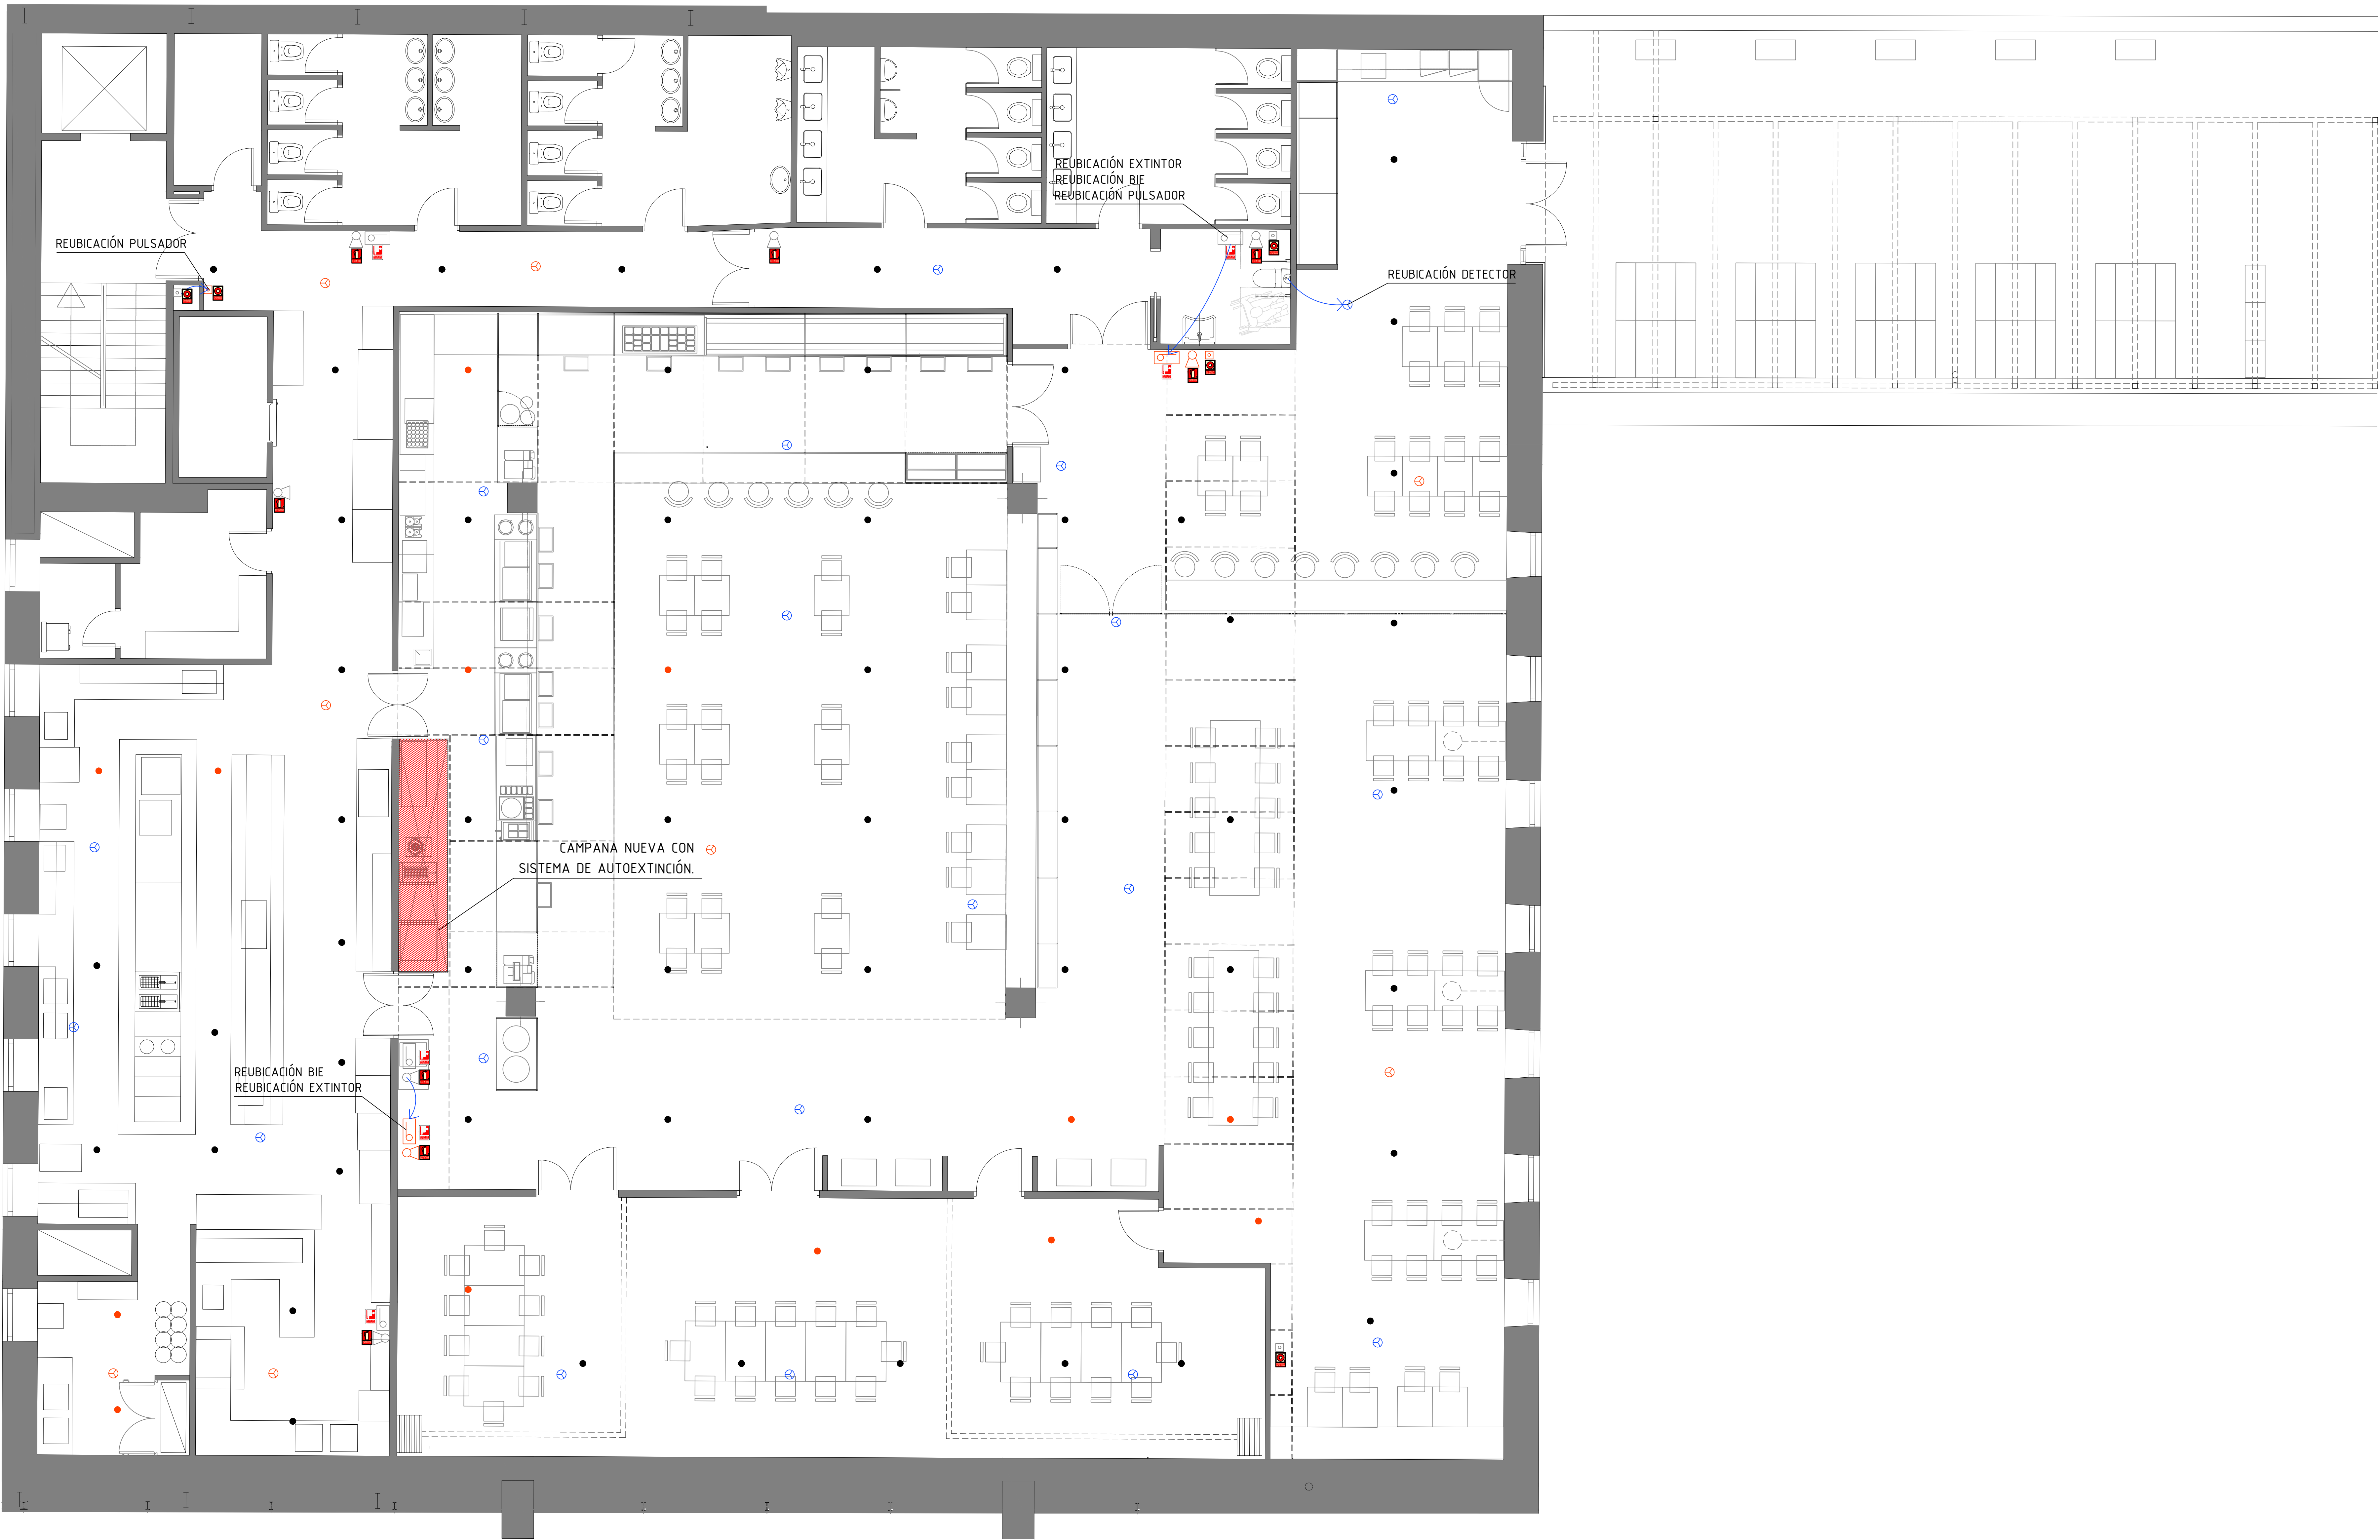 REUBICACIÓN EXTINTOR
REUBICACIÓN BIE
REUBICACIÓN PULSADOR
REUBICACIÓN PULSADOR
REUBICACIÓN DETECTOR
CAMPANA NUEVA CON
SISTEMA DE AUTOEXTINCIÓN.
REUBICACIÓN BIE
REUBICACIÓN EXTINTOR